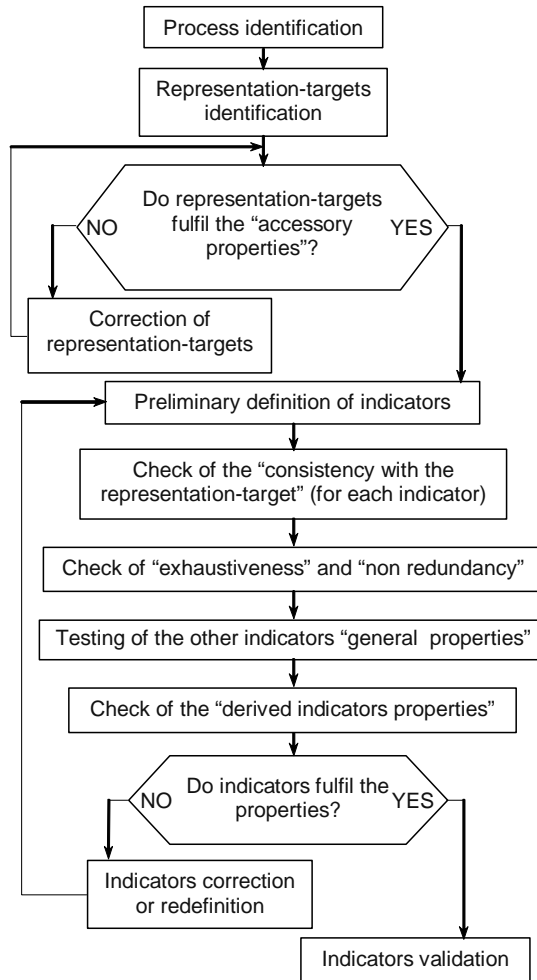 Process identification
Representation-targets
identification
Do representation-targets
fulfil the “accessory
properties”?
NO
YES
Correction of
representation-targets
Preliminary definition of indicators
Check of the “consistency with the
representation-target” (for each indicator)
Check of “exhaustiveness” and “non redundancy”
Testing of the other indicators “general properties”
Check of the “derived indicators properties”
Do indicators fulfil the
properties?
NO
YES
Indicators correction
or redefinition
Indicators validation